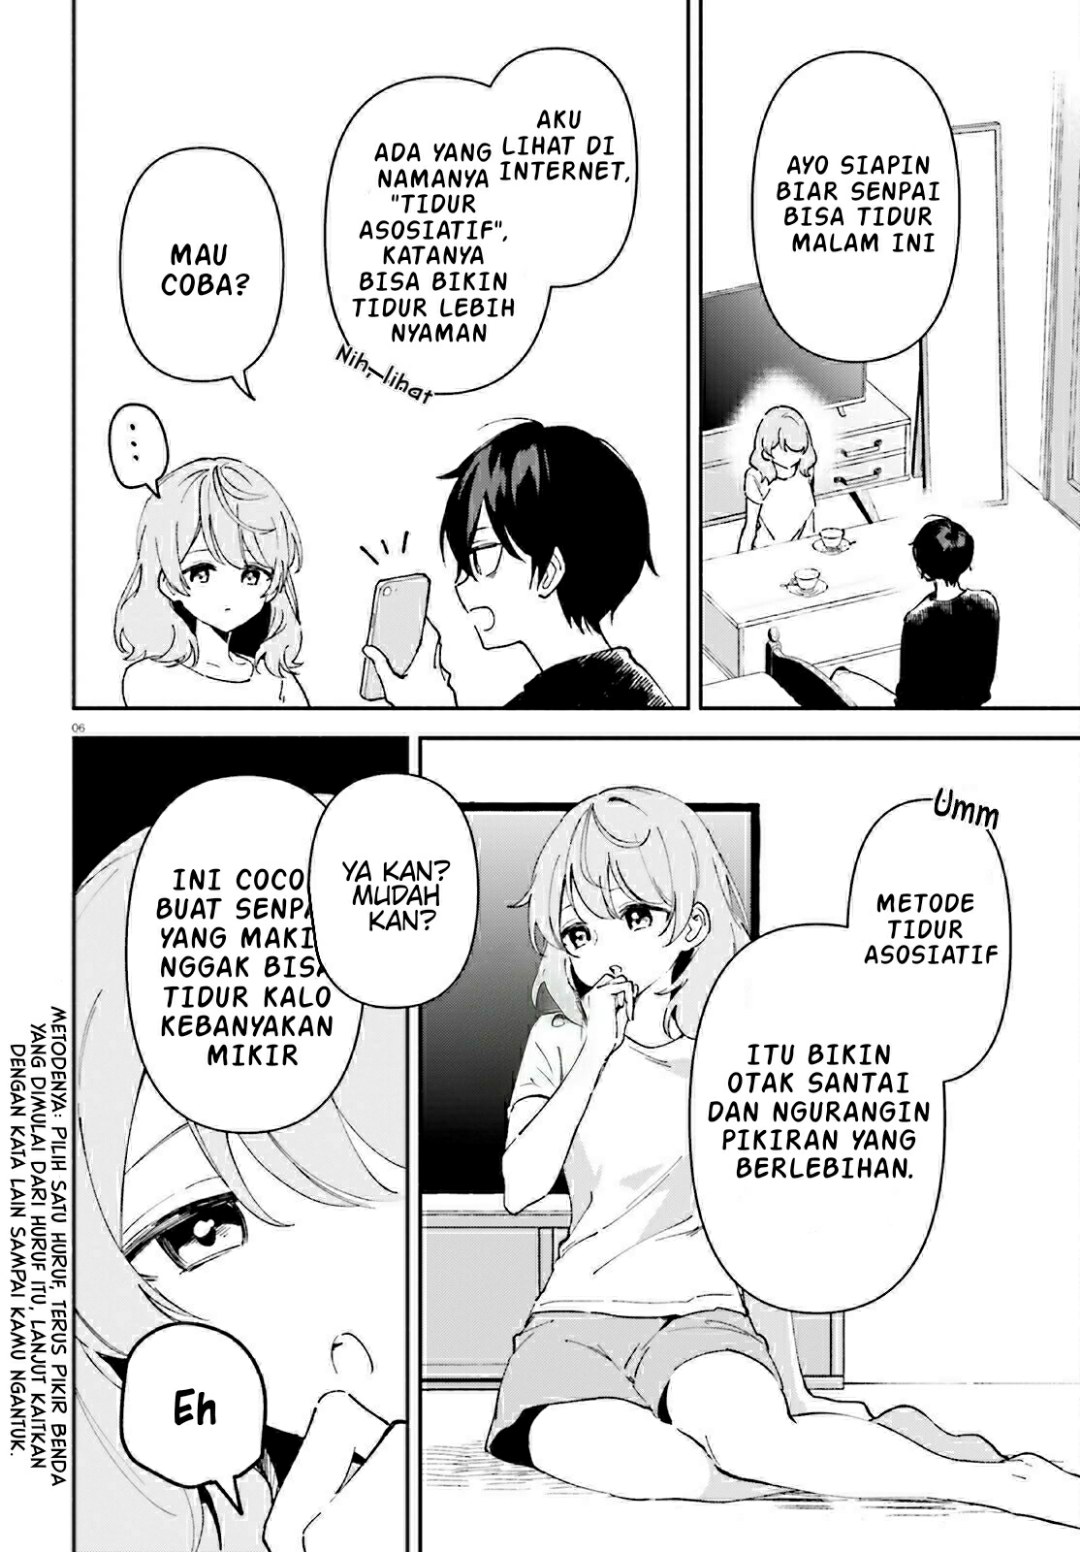 AYO SIAPIN
BIAR SENPAI
BISA TIDUR
MALAM INI
AKU
LIHAT DI
INTERNET,
ADA YANG
NAMANYA
"TIDUR
ASOSIATIF",
KATANYA
BISA BIKIN
TIDUR LEBIH
NYAMAN
Nih, lihat
MAU
COBA?
...
06
Umm
METODE
TIDUR
ASOSIATIF
ITU BIKIN
OTAK SANTAI
DAN NGURANGIN
PIKIRAN YANG
BERLEBIHAN.
YA KAN?
MUDAH
KAN?
INI COCO
BUAT SENPA
YANG MAKI
NGGAK BISA
TIDUR KALO
KEBANYAKAN
MIKIR
Eh
METODENYA: PILIH SATU HURUF, TERUS PIKIR BENDA
YANG DIMULAI DARI HURUF ITU, LANJUT KAITKAN
DENGAN KATA LAIN SAMPAI KAMU NGANTUK.